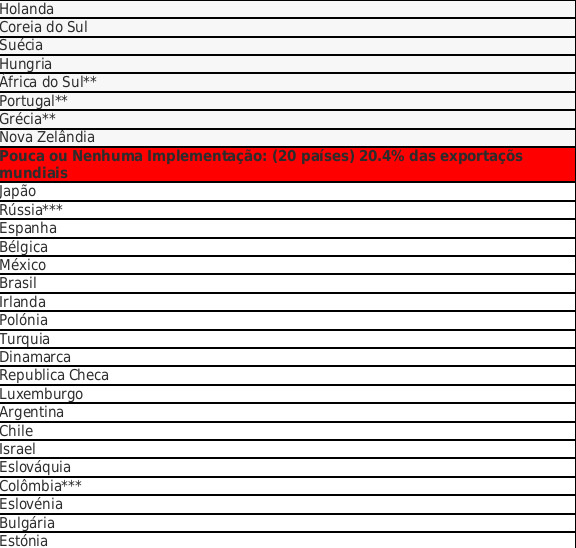 Holanda
Coreia do Sul
Suécia
Hungria
África do Sul**
Portugal**
Grécia**
Nova Zelândia
Pouca ou Nenhuma Implementação: (20 países) 20.4% das exportaçõs
mundiais
Japão
Rússia***
Espanha
Bélgica
México
Brasil
Irlanda
Polónia
Turquia
Dinamarca
Republica Checa
Luxemburgo
Argentina
Chile
Israel
Eslováquia
Colômbia***
Eslovénia
Bulgária
Estónia